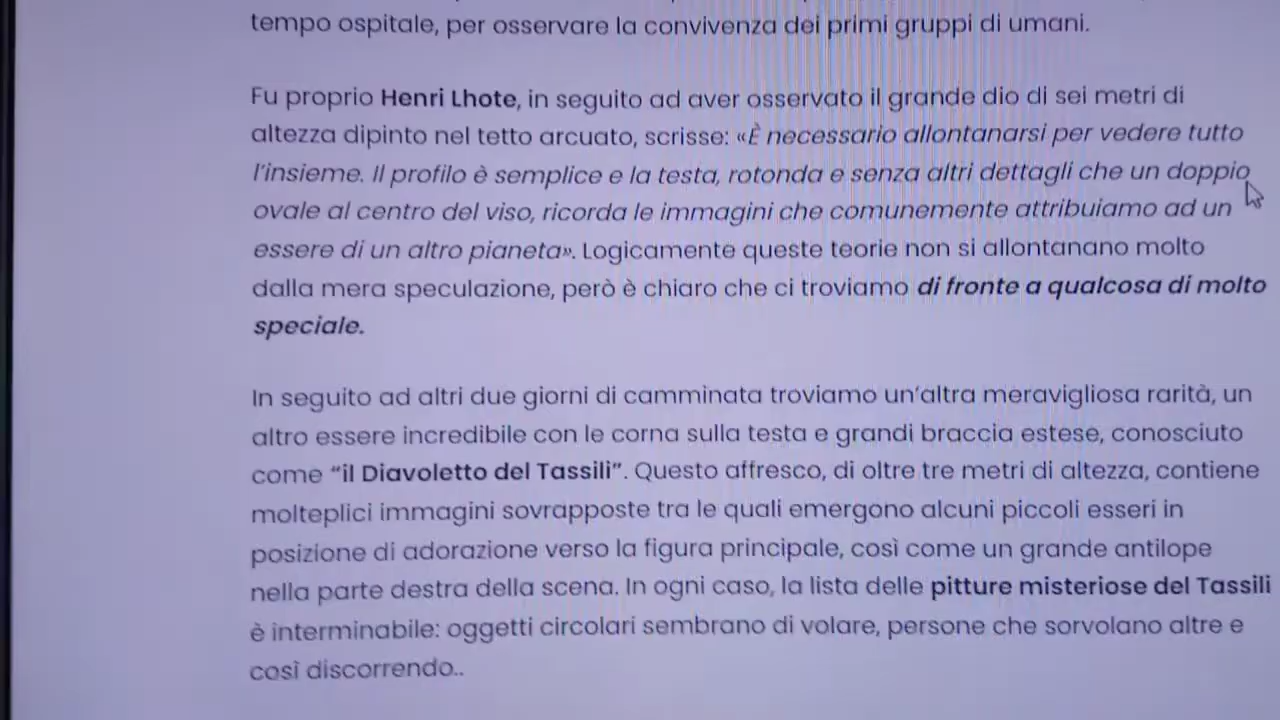 tempo ospitale, per osservare la convivenza dei primi gruppi di umani.
Fu proprio Henri Lhote, in seguito ad aver osservato il grande dio di sei metri di
altezza dipinto nel tetto arcuato, scrisse: «È necessario allontanarsi per vedere tutto
l'insieme. Il profilo è semplice e la testa, rotonda e senza altri dettagli che un doppio
ovale al centro del viso, ricorda le immagini che comunemente attribuiamo ad un
essere di un altro pianeta». Logicamente queste teorie non si allontanano molto
dalla mera speculazione, però è chiaro che ci troviamo di fronte a qualcosa di molto
speciale.
In seguito ad altri due giorni di camminata troviamo un'altra meravigliosa rarità, un
altro essere incredibile con le corna sulla testa e grandi braccia estese, conosciuto
come “il Diavoletto del Tassili”. Questo affresco, di oltre tre metri di altezza, contiene
molteplici immagini sovrapposte tra le quali emergono alcuni piccoli esseri in
posizione di adorazione verso la figura principale, così come un grande antilope
nella parte destra della scena. In ogni caso, la lista delle pitture misteriose del Tassili
è interminabile: oggetti circolari sembrano di volare, persone che sorvolano altre e
così discorrendo..